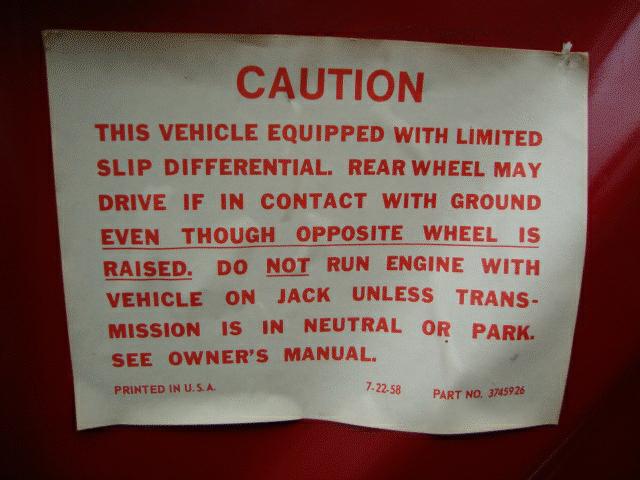 CAUTION
THIS VEHICLE EQUIPPED WITH LIMITED
SLIP DIFFERENTIAL. REAR WHEEL MAY
DRIVE IF IN CONTACT WITH GROUND
EVEN THOUGH OPPOSITE WHEEL IS
RAISED. DO NOT RUN ENGINE WITH
VEHICLE ON JACK UNLESS TRANS-
MISSION IS IN NEUTRAL OR PARK.
SEE OWNER'S MANUAL.
PRINTED IN U.S.A. 7-22-58 PART NO. 3745926